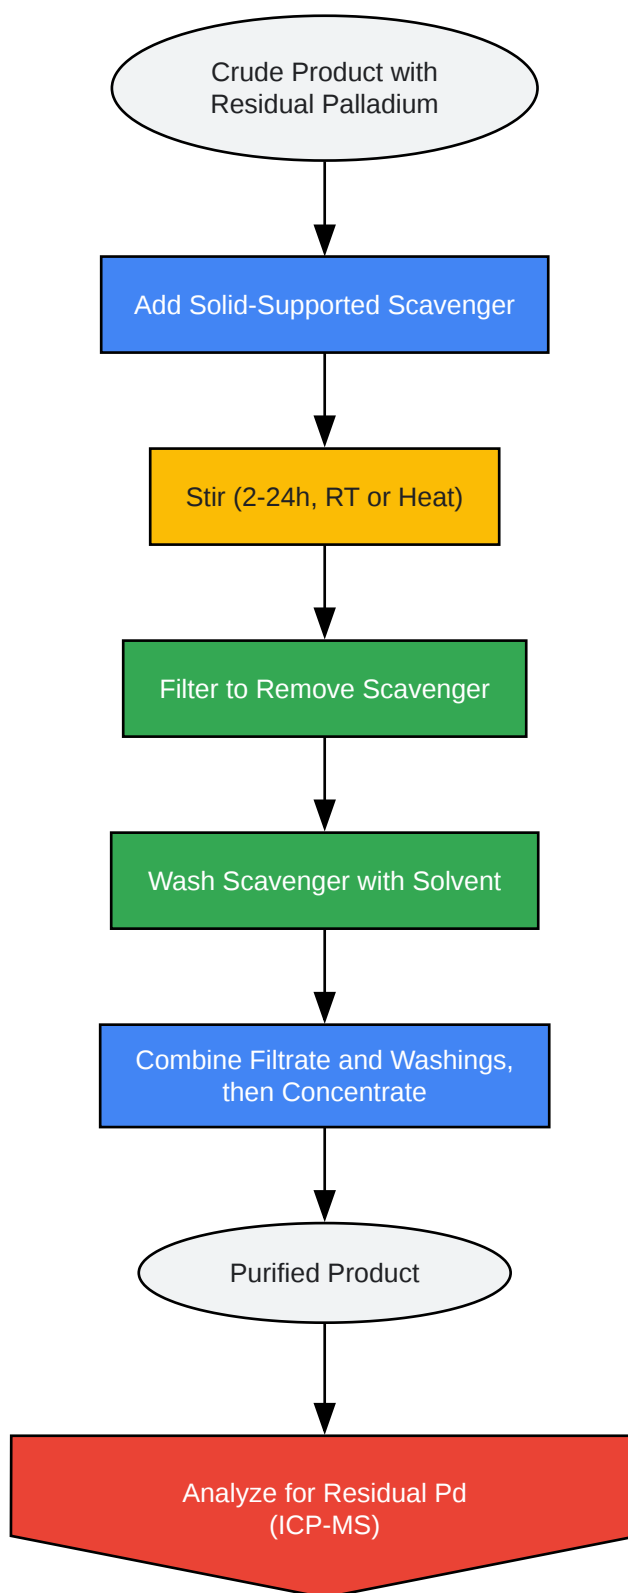 Crude Product with
Residual Palladium
Add Solid-Supported Scavenger
Stir (2-24h, RT or Heat)
Filter to Remove Scavenger
Wash Scavenger with Solvent
Combine Filtrate and Washings,
then Concentrate
Purified Product
Analyze for Residual Pd
(ICP-MS)